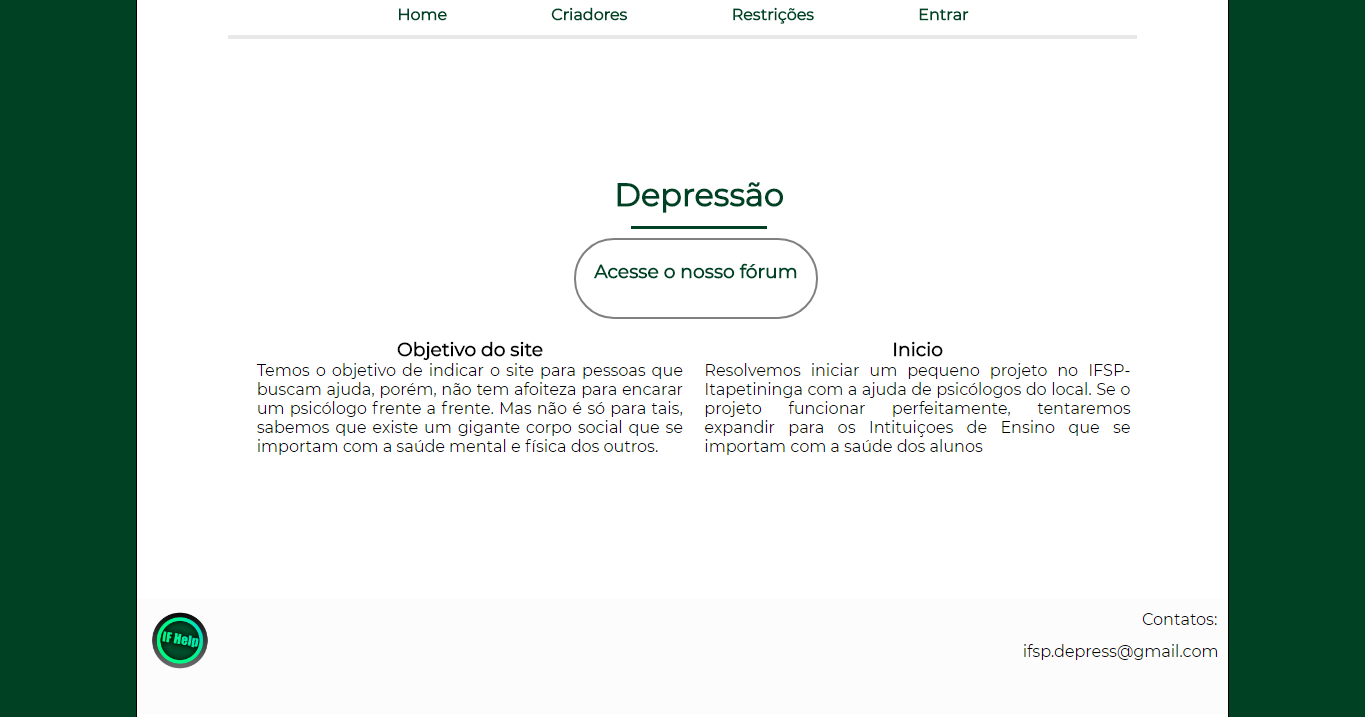 Home Criadores Restrições Entrar
Depressão
Acesse o nosso fórum
Objetivo do site
Temos o objetivo de indicar o site para pessoas que
buscam ajuda, porém, não tem afoiteza para encarar
um psicólogo frente a frente. Mas não é só para tais,
sabemos que existe um gigante corpo social que se
importam com a saúde mental e física dos outros.
Inicio
Resolvemos iniciar um pequeno projeto no IFSP-
Itapetininga com a ajuda de psicólogos do local. Se o
projeto funcionar perfeitamente, tentaremos
expandir para os Intituiçoes de Ensino que se
importam com a saúde dos alunos
IF Help
Contatos:
ifsp.depress@gmail.com